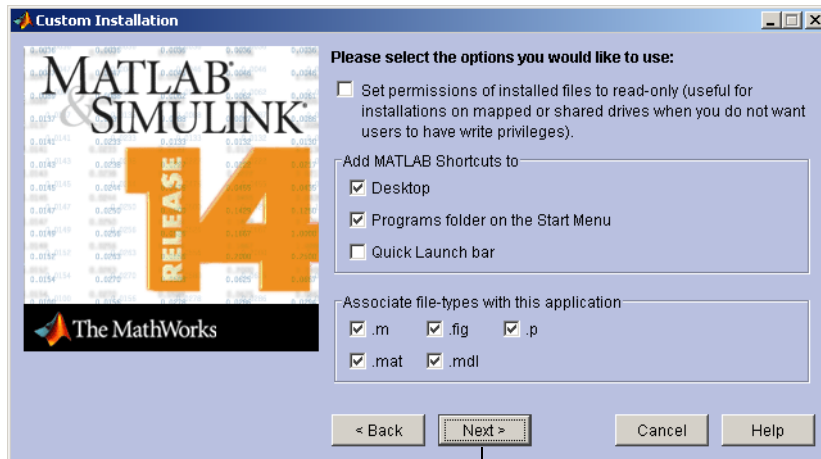 Custom Installation
MATLAB®
& SIMULINK®
RELEASE
14
The MathWorks
Please select the options you would like to use:
Set permissions of installed files to read-only (useful for
installations on mapped or shared drives when you do not want
users to have write privileges).
Add MATLAB Shortcuts to
Desktop
Programs folder on the Start Menu
Quick Launch bar
Associate file-types with this application
.m .fig .p
.mat .mdl
< Back Next > Cancel Help